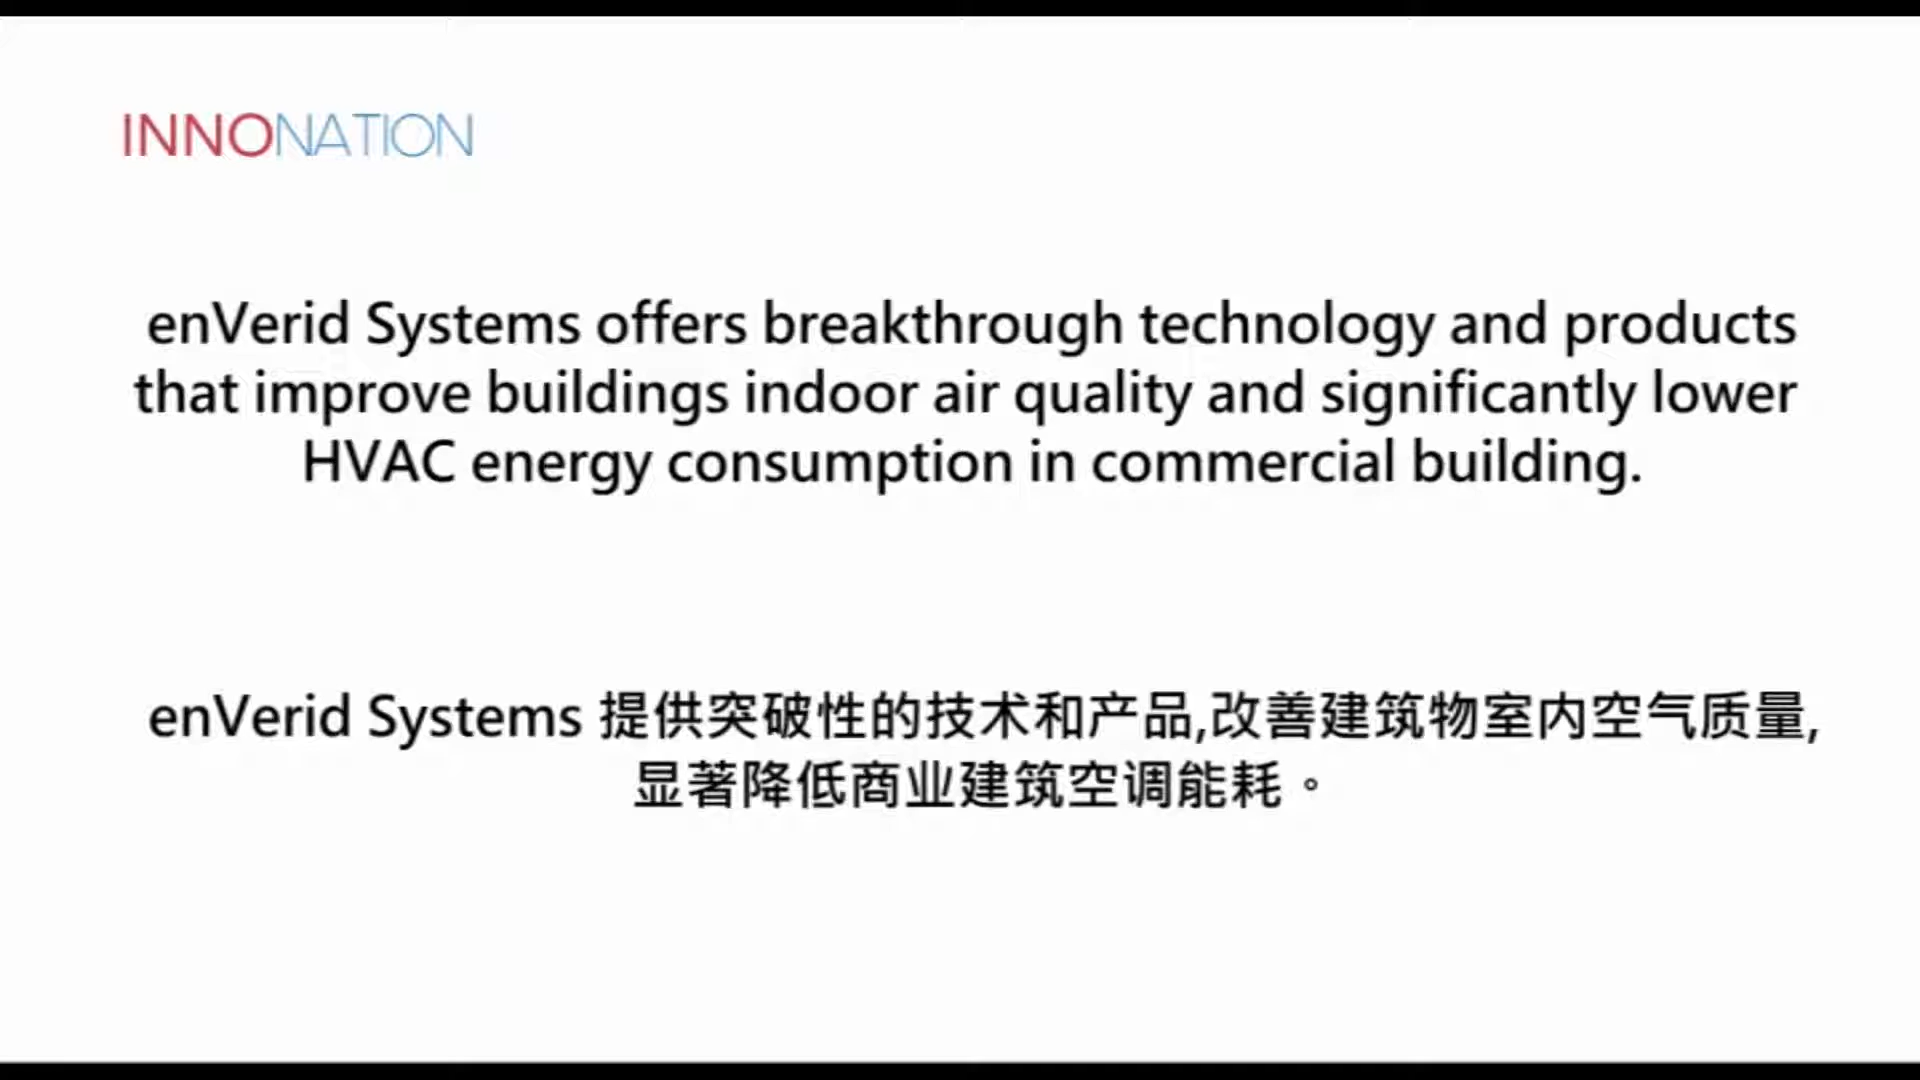 INNONATION
enVerid Systems offers breakthrough technology and products
that improve buildings indoor air quality and significantly lower
HVAC energy consumption in commercial building.
enVerid Systems 提供突破性的技术和产品,改善建筑物室内空气质量,
显著降低商业建筑空调能耗。